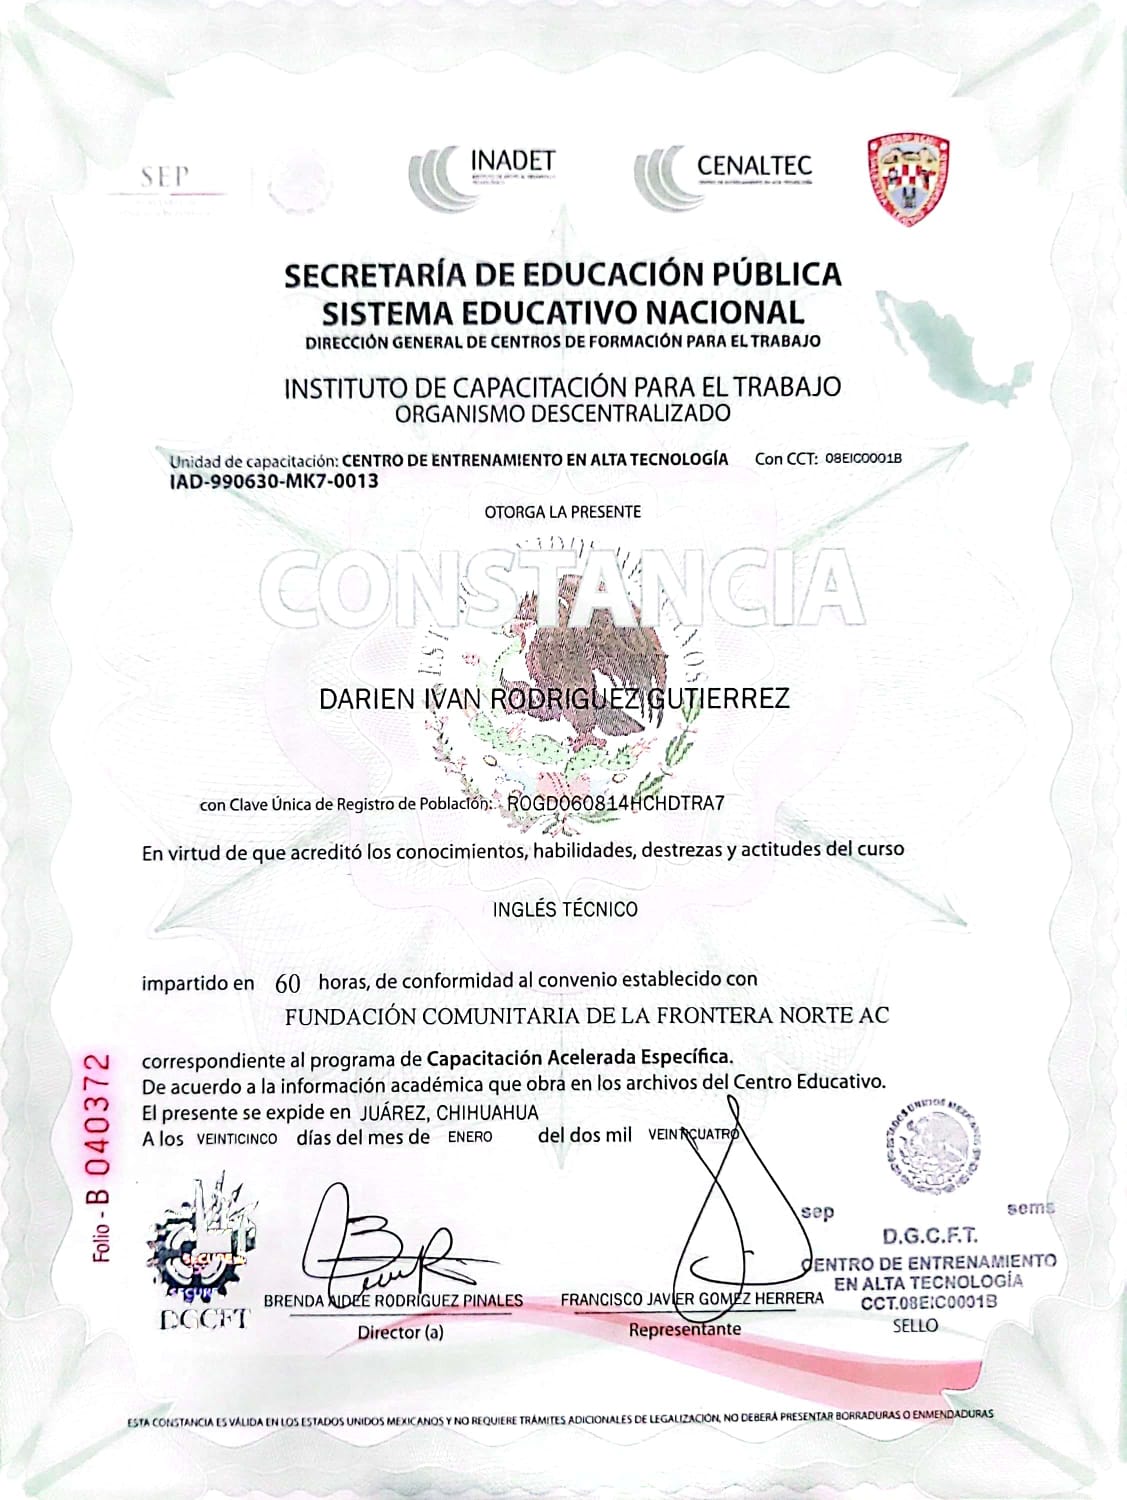 SEP
INADET
CENALTEC
SECRETARÍA DE EDUCACIÓN PÚBLICA
SISTEMA EDUCATIVO NACIONAL
DIRECCIÓN GENERAL DE CENTROS DE FORMACIÓN PARA EL TRABAJO
INSTITUTO DE CAPACITACIÓN PARA EL TRABAJO
ORGANISMO DESCENTRALIZADO
Unidad de capacitación: CENTRO DE ENTRENAMIENTO EN ALTA TECNOLOGÍA Con CCT: 08EIC0001B
IAD-990630-MK7-0013
OTORGA LA PRESENTE
CONSTANCIA
DARIEN IVAN RODRIGUEZ GUTIERREZ
con Clave Única de Registro de Población: ROGD060814HCHDTRA7
En virtud de que acreditó los conocimientos, habilidades, destrezas y actitudes del curso
INGLÉS TÉCNICO
impartido en 60 horas, de conformidad al convenio establecido con
FUNDACIÓN COMUNITARIA DE LA FRONTERA NORTE AC
correspondiente al programa de Capacitación Acelerada Específica.
De acuerdo a la información académica que obra en los archivos del Centro Educativo.
El presente se expide en JUÁREZ, CHIHUAHUA
A los VEINTICINCO días del mes de ENERO del dos mil VEINTICUATRO
Folio - B 040372
ESTADOS UNIDOS MEXICANOS
sep sems
D.G.C.F.T.
CENTRO DE ENTRENAMIENTO
EN ALTA TECNOLOGÍA
CCT.08EIC0001B
SELLO
SECURE
SECURE
DGCFT
BRENDA AIDEE RODRÍGUEZ PINALES
Director (a)
FRANCISCO JAVIER GOMEZ HERRERA
Representante
ESTA CONSTANCIA ES VÁLIDA EN LOS ESTADOS UNIDOS MEXICANOS Y NO REQUIERE TRÁMITES ADICIONALES DE LEGALIZACIÓN, NO DEBERÁ PRESENTAR BORRADURAS O ENMENDADURAS